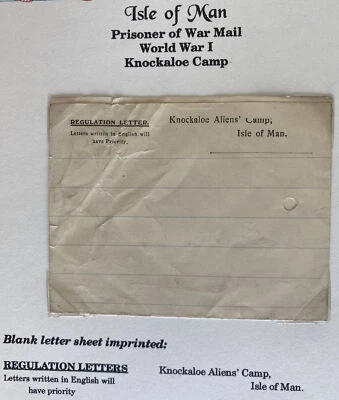 Isle of Man
Prisoner of War Mail
World War I
Knockaloe Camp
REGULATION LETTER.
Letters written in English will
have Priority.
Knockaloe Aliens' Camp,
Isle of Man.
Blank letter sheet imprinted:
REGULATION LETTERS
Letters written in English will
have priority
Knockaloe Aliens' Camp,
Isle of Man.